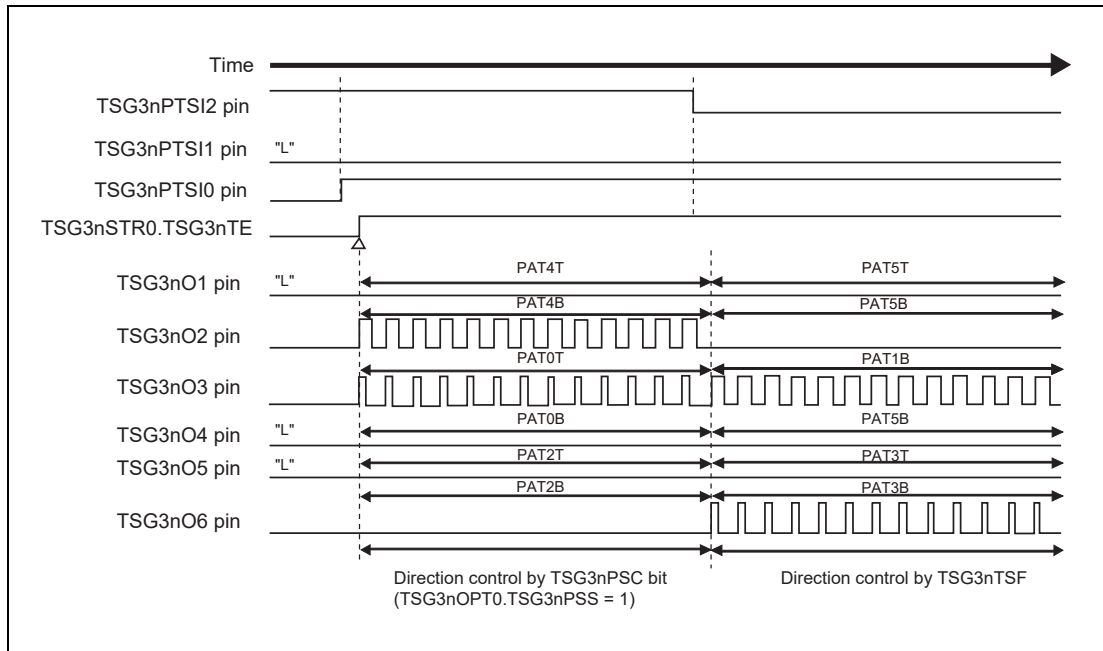 Time
TSG3nPTSI2 pin
TSG3nPTSI1 pin "L"
TSG3nPTSI0 pin
TSG3nSTR0.TSG3nTE
PAT4T PAT5T
TSG3nO1 pin "L"
PAT4B PAT5B
TSG3nO2 pin
PAT0T PAT1B
TSG3nO3 pin
PAT0B PAT5B
TSG3nO4 pin "L"
PAT2T PAT3T
TSG3nO5 pin "L"
PAT2B PAT3B
TSG3nO6 pin
Direction control by TSG3nPSC bit
(TSG3nOPT0.TSG3nPSS = 1)
Direction control by TSG3nTSF